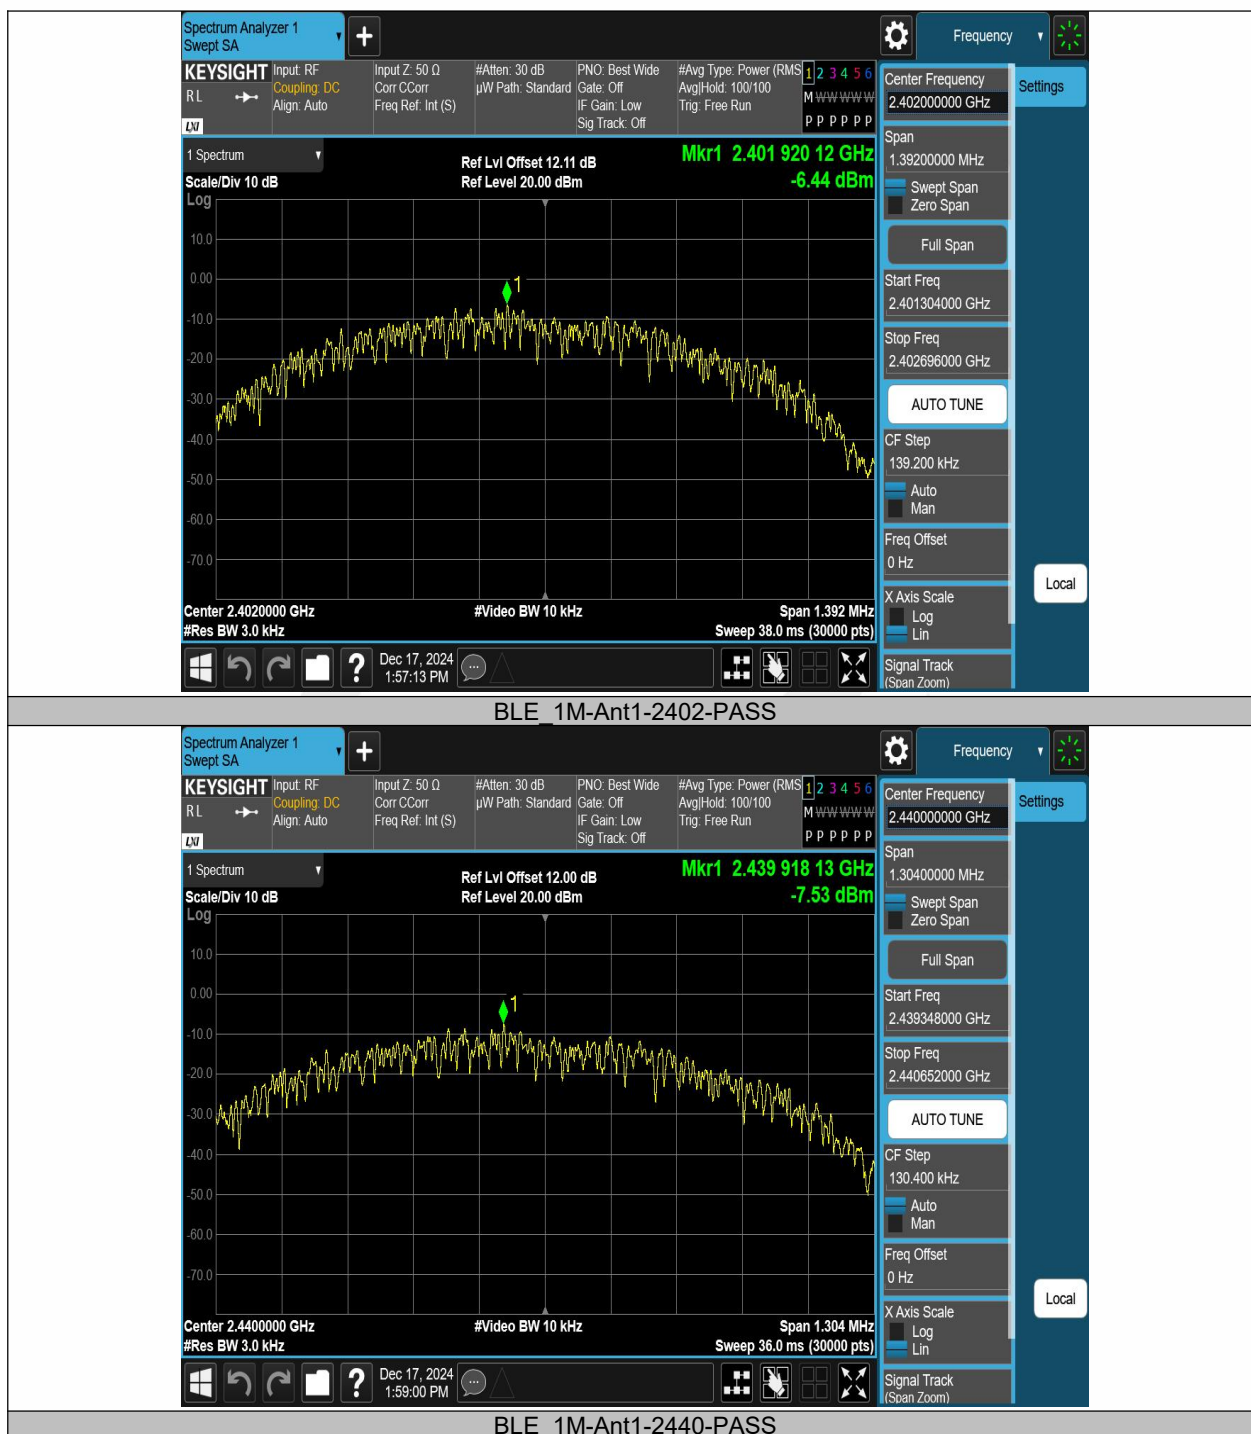 Spectrum Analyzer 1
Swept SA
+
Frequency
KEYSIGHT
RL
LXI
Input: RF
Coupling: DC
Align: Auto
Input Z: 50 Ω
Corr CCorr
Freq Ref: Int (S)
#Atten: 30 dB
µW Path: Standard
PNO: Best Wide
Gate: Off
IF Gain: Low
Sig Track: Off
#Avg Type: Power (RMS
Avg|Hold: 100/100
Trig: Free Run
1 2 3 4 5 6
M W W W W W
P P P P P P
Center Frequency
2.402000000 GHz
Settings
Span
1.39200000 MHz
Swept Span
Zero Span
Full Span
Start Freq
2.401304000 GHz
Stop Freq
2.402696000 GHz
AUTO TUNE
CF Step
139.200 kHz
Auto
Man
Freq Offset
0 Hz
X Axis Scale
Log
Lin
Signal Track
(Span Zoom)
Local
1 Spectrum
Scale/Div 10 dB
Ref Lvl Offset 12.11 dB
Ref Level 20.00 dBm
Mkr1 2.401 920 12 GHz
-6.44 dBm
Log
10.0
0.00
-10.0
-20.0
-30.0
-40.0
-50.0
-60.0
-70.0
1
Center 2.4020000 GHz
#Res BW 3.0 kHz
#Video BW 10 kHz
Span 1.392 MHz
Sweep 38.0 ms (30000 pts)
?
Dec 17, 2024
1:57:13 PM
BLE_1M-Ant1-2402-PASS
Spectrum Analyzer 1
Swept SA
+
Frequency
KEYSIGHT
RL
LXI
Input: RF
Coupling: DC
Align: Auto
Input Z: 50 Ω
Corr CCorr
Freq Ref: Int (S)
#Atten: 30 dB
µW Path: Standard
PNO: Best Wide
Gate: Off
IF Gain: Low
Sig Track: Off
#Avg Type: Power (RMS
Avg|Hold: 100/100
Trig: Free Run
1 2 3 4 5 6
M W W W W W
P P P P P P
Center Frequency
2.440000000 GHz
Settings
Span
1.30400000 MHz
Swept Span
Zero Span
Full Span
Start Freq
2.439348000 GHz
Stop Freq
2.440652000 GHz
AUTO TUNE
CF Step
130.400 kHz
Auto
Man
Freq Offset
0 Hz
X Axis Scale
Log
Lin
Signal Track
(Span Zoom)
Local
1 Spectrum
Scale/Div 10 dB
Ref Lvl Offset 12.00 dB
Ref Level 20.00 dBm
Mkr1 2.439 918 13 GHz
-7.53 dBm
Log
10.0
0.00
-10.0
-20.0
-30.0
-40.0
-50.0
-60.0
-70.0
1
Center 2.4400000 GHz
#Res BW 3.0 kHz
#Video BW 10 kHz
Span 1.304 MHz
Sweep 36.0 ms (30000 pts)
?
Dec 17, 2024
1:59:00 PM
BLE_1M-Ant1-2440-PASS